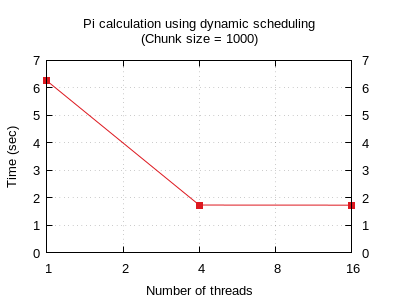 Pi calculation using dynamic scheduling
(Chunk size = 1000)
7 7
6 6
5 5
4 4
3 3
2 2
1 1
0 0
Time (sec)
1 2 4 8 16
Number of threads